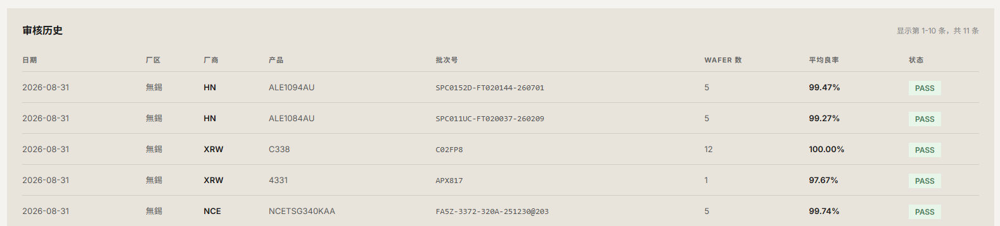 审核历史
显示第 1-10 条，共 11 条
日期 厂区 厂商 产品 批次号 WAFER 数 平均良率 状态
2026-08-31 無錫 HN ALE1094AU SPC0152D-FT020144-260701 5 99.47% PASS
2026-08-31 無錫 HN ALE1084AU SPC011UC-FT020037-260209 5 99.27% PASS
2026-08-31 無錫 XRW C338 C02FP8 12 100.00% PASS
2026-08-31 無錫 XRW 4331 APX817 1 97.67% PASS
2026-08-31 無錫 NCE NCETSG340KAA FA5Z-3372-320A-251230@203 5 99.74% PASS